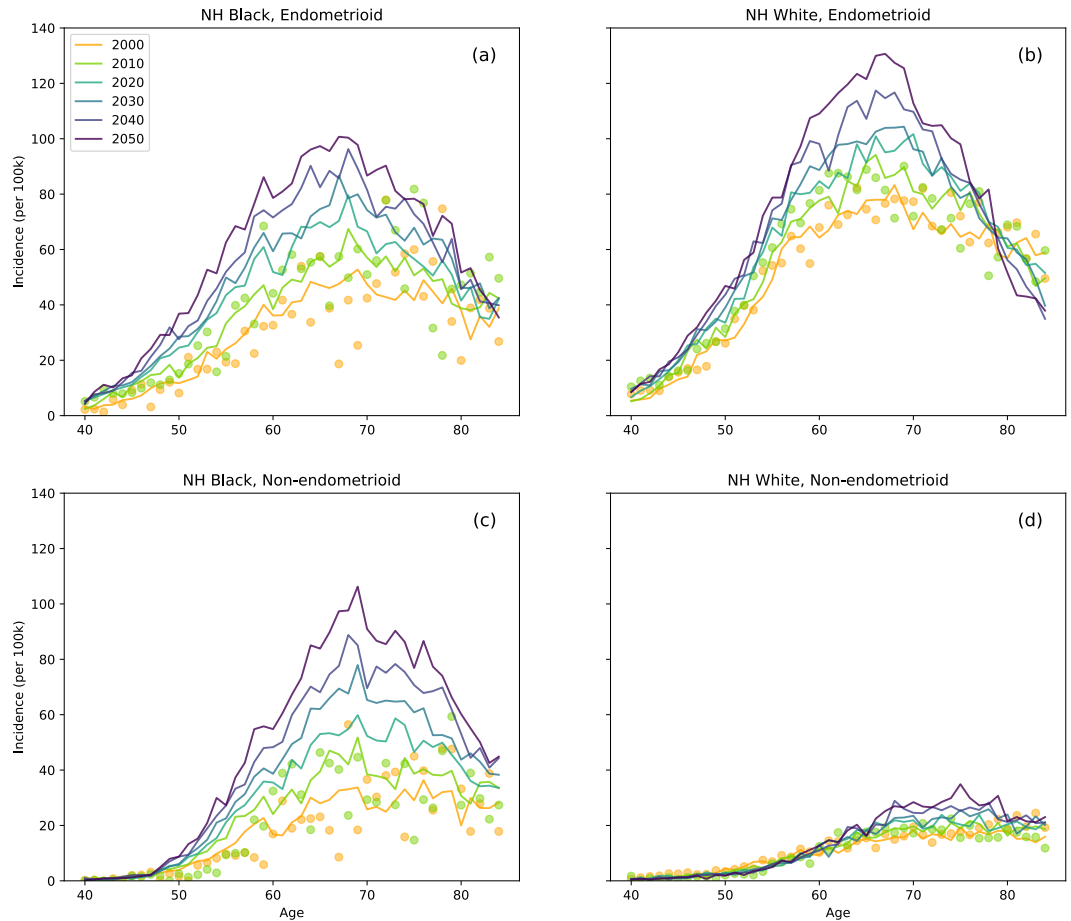 NH Black, Endometrioid
NH White, Endometrioid
140
120
100
80
60
40
20
0
Incidence (per 100k)
2000
2010
2020
2030
2040
2050
(a)
(b)
40 50 60 70 80
40 50 60 70 80
NH Black, Non-endometrioid
NH White, Non-endometrioid
140
120
100
80
60
40
20
0
Incidence (per 100k)
(c)
(d)
40 50 60 70 80
40 50 60 70 80
Age
Age